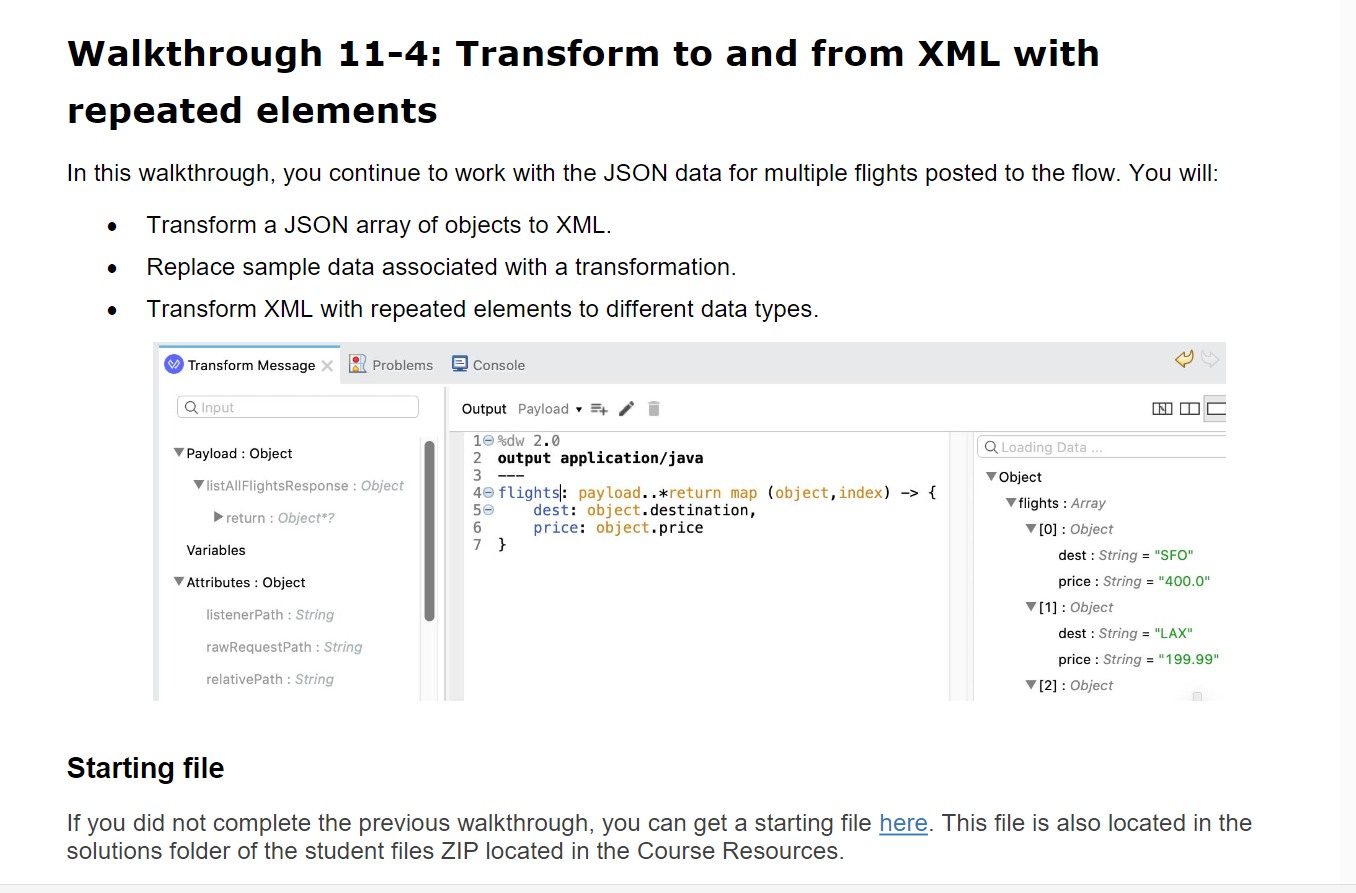 Walkthrough 11-4: Transform to and from XML with
repeated elements
In this walkthrough, you continue to work with the JSON data for multiple flights posted to the flow. You will:
• Transform a JSON array of objects to XML.
• Replace sample data associated with a transformation.
• Transform XML with repeated elements to different data types.
Transform Message Problems Console
Input
Payload : Object
listAllFlightsResponse : Object
return : Object*?
Variables
Attributes : Object
listenerPath : String
rawRequestPath : String
relativePath : String
Output Payload
1 %dw 2.0
2 output application/java
3 ---
4 flights: payload..*return map (object,index) -> {
5 dest: object.destination,
6 price: object.price
7 }
Loading Data ...
Object
flights : Array
[0] : Object
dest : String = "SFO"
price : String = "400.0"
[1] : Object
dest : String = "LAX"
price : String = "199.99"
[2] : Object
Starting file
If you did not complete the previous walkthrough, you can get a starting file here. This file is also located in the
solutions folder of the student files ZIP located in the Course Resources.